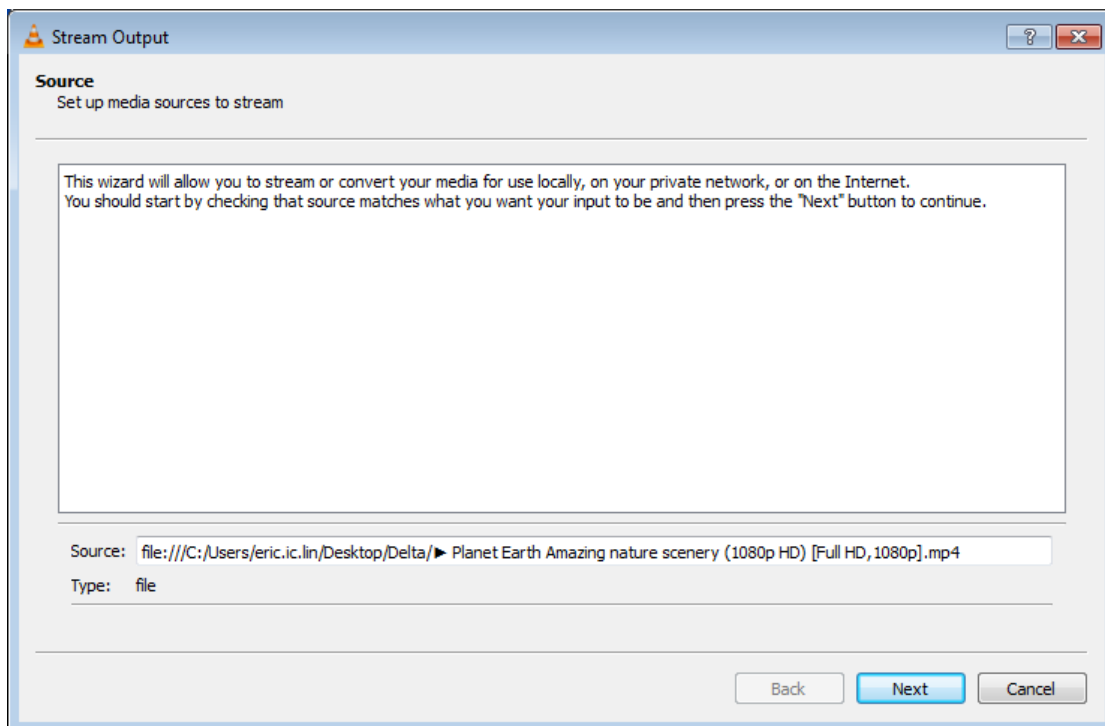 Stream Output
Source
Set up media sources to stream
This wizard will allow you to stream or convert your media for use locally, on your private network, or on the Internet.
You should start by checking that source matches what you want your input to be and then press the "Next" button to continue.
Source: file:///C:/Users/eric.ic.lin/Desktop/Delta/► Planet Earth Amazing nature scenery (1080p HD) [Full HD,1080p].mp4
Type: file
Back Next Cancel